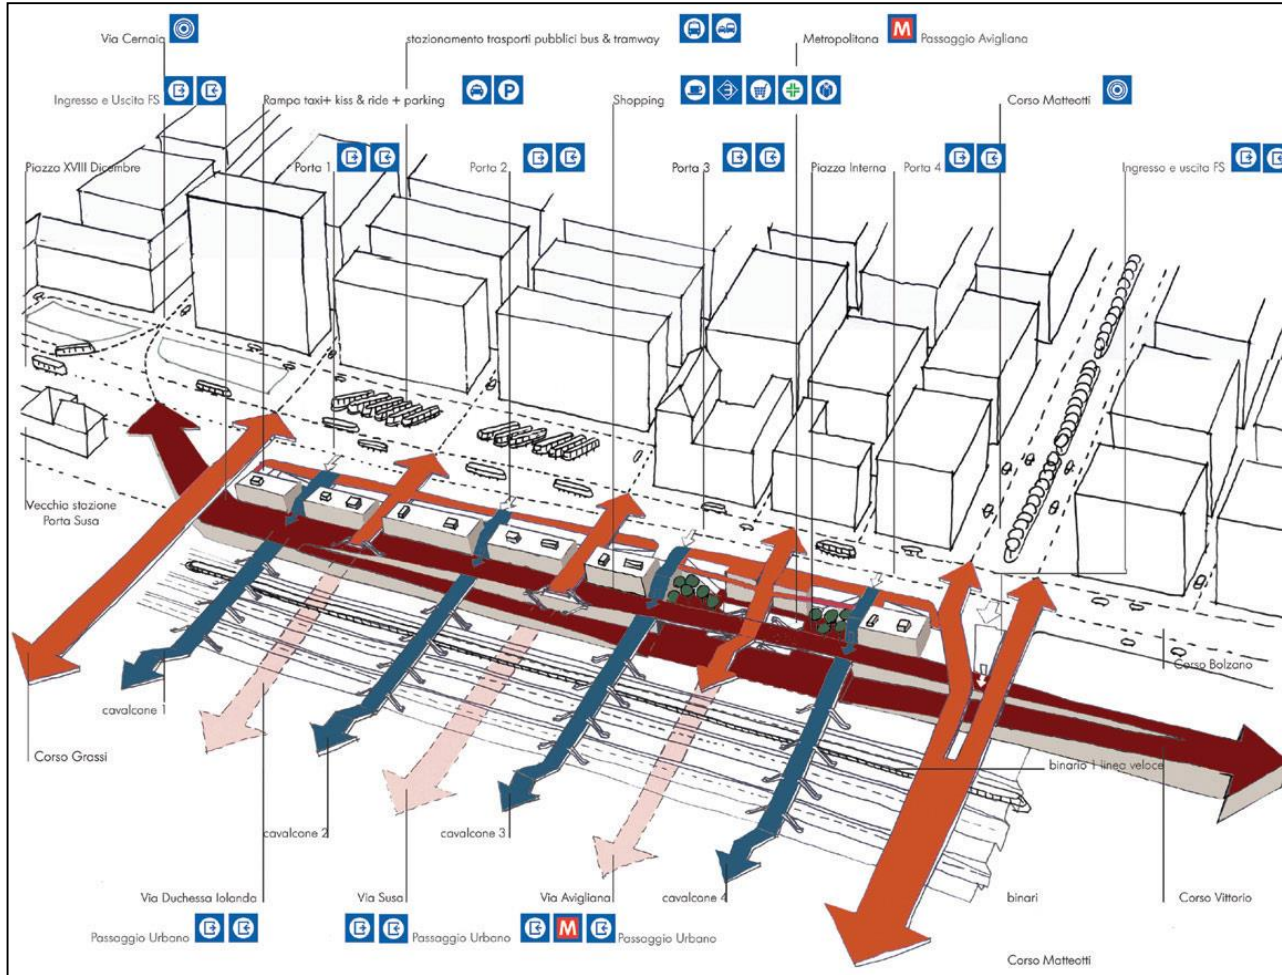 Via Cernaia
stazionamento trasporti pubblici bus & tramway
Metropolitana
M
Passaggio Avigliana
Ingresso e Uscita FS
Rampa taxi+ kiss & ride + parking
P
Shopping
Corso Matteotti
Piazza XVIII Dicembre
Porta 1
Porta 2
Porta 3
Piazza Interna
Porta 4
Ingresso e uscita FS
Vecchio stazione
Porta Susa
Corso Bolzano
cavalcone 1
Corso Grassi
binario 1 linea veloce
cavalcone 2
cavalcone 3
Via Duchessa Iolanda
Via Susa
Via Avigliana
cavalcone 4
binari
Corso Vittorio
Passaggio Urbano
Passaggio Urbano
M
Passaggio Urbano
Corso Matteotti